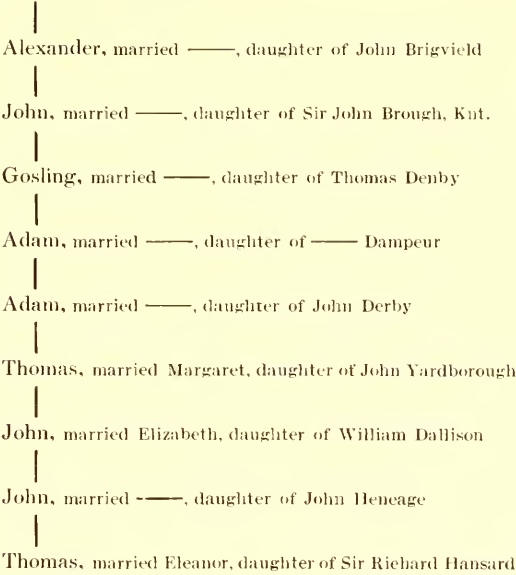 Alexander, married ——, daughter of John Brigvield
John, married ——, daughter of Sir John Brough, Knt.
Gosling, married ——, daughter of Thomas Denby
Adam, married ——, daughter of —— Dampeur
Adam, married ——, daughter of John Derby
Thomas, married Margaret, daughter of John Yardborough
John, married Elizabeth, daughter of William Dallison
John, married ——, daughter of John Heneage
Thomas, married Eleanor, daughter of Sir Richard Hansard